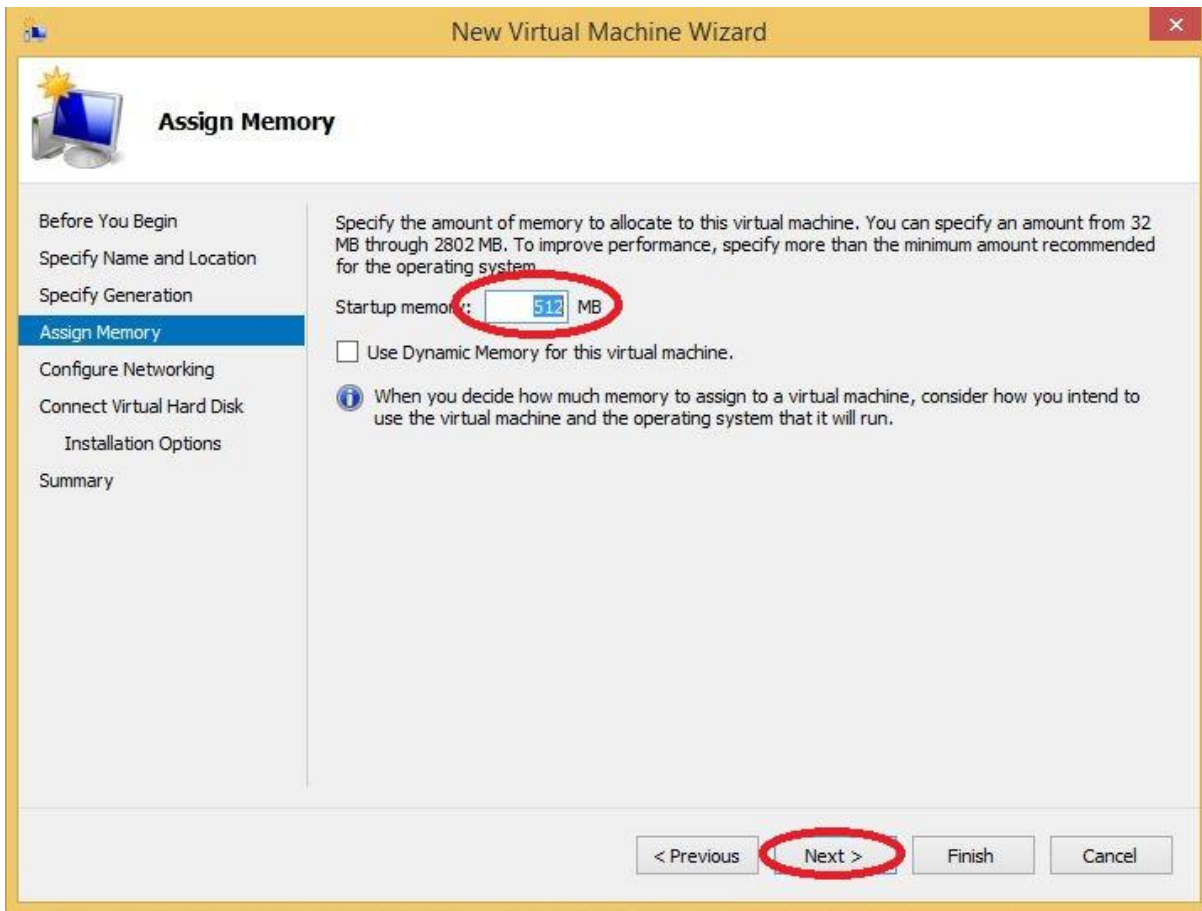 New Virtual Machine Wizard
Assign Memory
Before You Begin
Specify Name and Location
Specify Generation
Assign Memory
Configure Networking
Connect Virtual Hard Disk
Installation Options
Summary
Specify the amount of memory to allocate to this virtual machine. You can specify an amount from 32
MB through 2802 MB. To improve performance, specify more than the minimum amount recommended
for the operating system.
Startup memory: 512 MB
Use Dynamic Memory for this virtual machine.
When you decide how much memory to assign to a virtual machine, consider how you intend to
use the virtual machine and the operating system that it will run.
< Previous Next > Finish Cancel